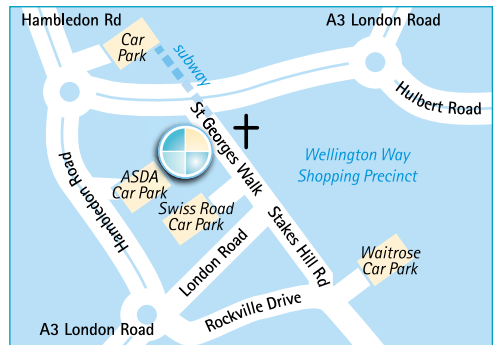 Hambledon Rd
A3 London Road
Car
Park
subway
Hulbert Road
St Georges Walk
Wellington Way
Shopping Precinct
Hambledon Road
ASDA
Car Park
Swiss Road
Car Park
Stakes Hill Rd
London Road
Waitrose
Car Park
Rockville Drive
A3 London Road